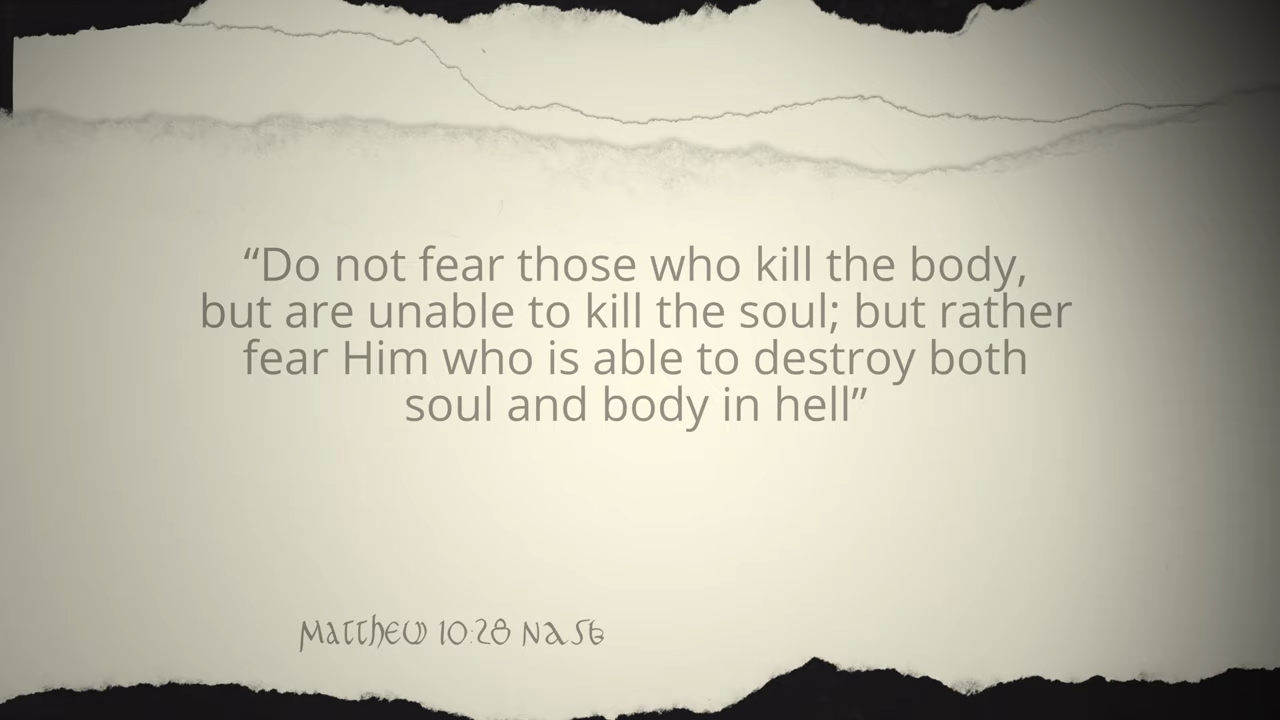 “Do not fear those who kill the body,
but are unable to kill the soul; but rather
fear Him who is able to destroy both
soul and body in hell”
Matthew 10:28 NASB